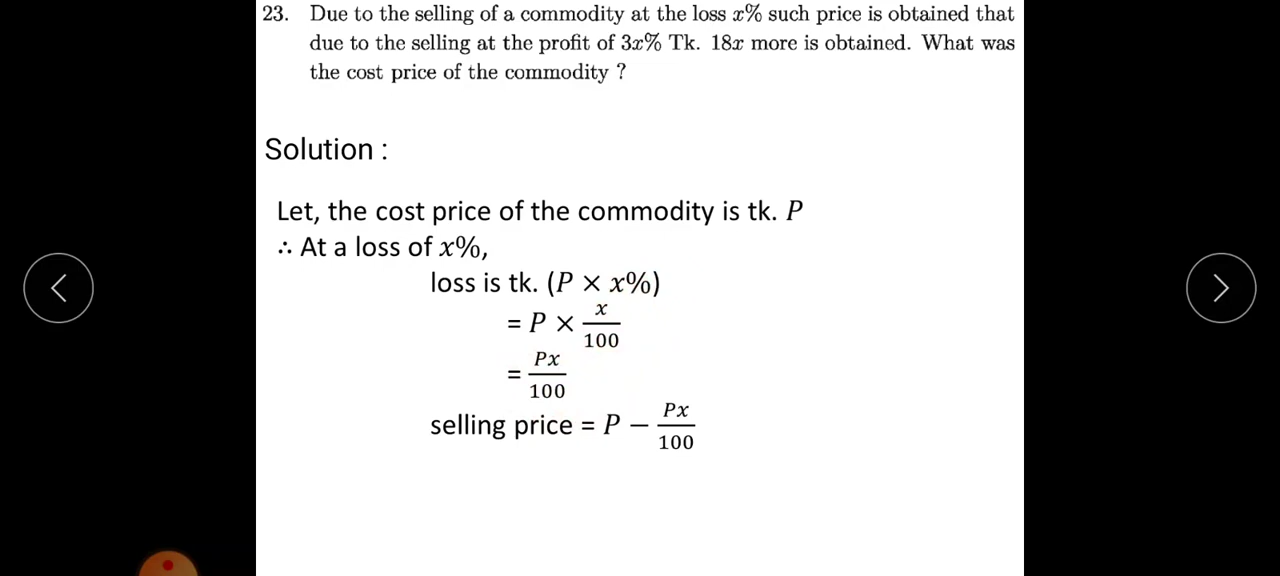 23. Due to the selling of a commodity at the loss x% such price is obtained that
due to the selling at the profit of 3x% Tk. 18x more is obtained. What was
the cost price of the commodity ?
Solution :
Let, the cost price of the commodity is tk. P
∴ At a loss of x%,
loss is tk. (P × x%)
= P × x/100
= Px/100
selling price = P − Px/100